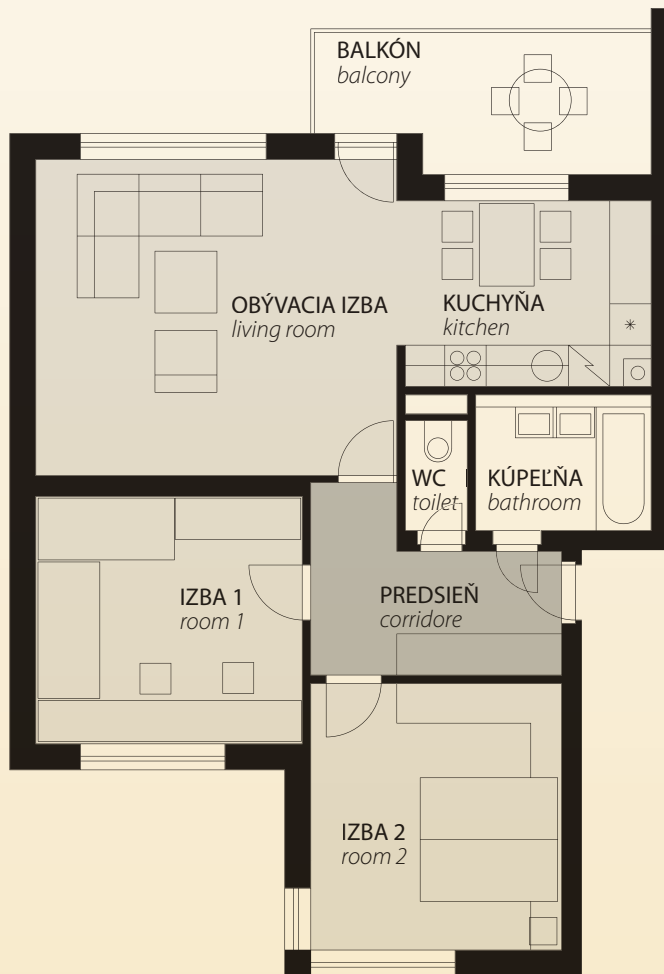 BALKÓN
balcony
OBÝVACIA IZBA
living room
KUCHYŇA
kitchen
WC
toilet
KÚPEĽŇA
bathroom
IZBA 1
room 1
PREDSIEŇ
corridore
IZBA 2
room 2